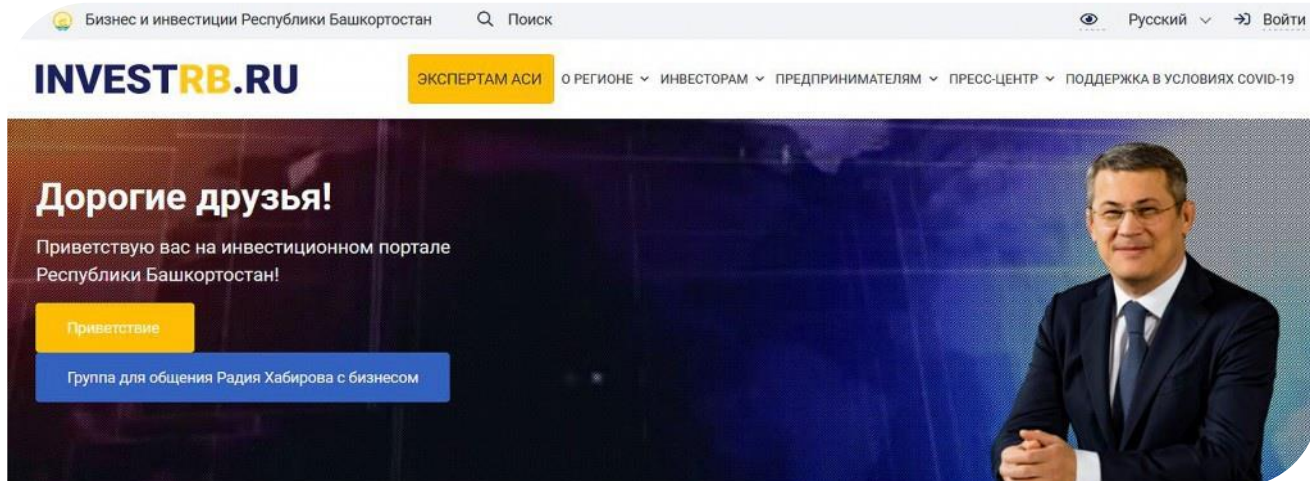 Бизнес и инвестиции Республики Башкортостан
Поиск
Русский
Войти
INVESTRB.RU
ЭКСПЕРТАМ АСИ
О РЕГИОНЕ
ИНВЕСТОРАМ
ПРЕДПРИНИМАТЕЛЯМ
ПРЕСС-ЦЕНТР
ПОДДЕРЖКА В УСЛОВИЯХ COVID-19
Дорогие друзья!
Приветствую вас на инвестиционном портале
Республики Башкортостан!
Приветствие
Группа для общения Радия Хабирова с бизнесом